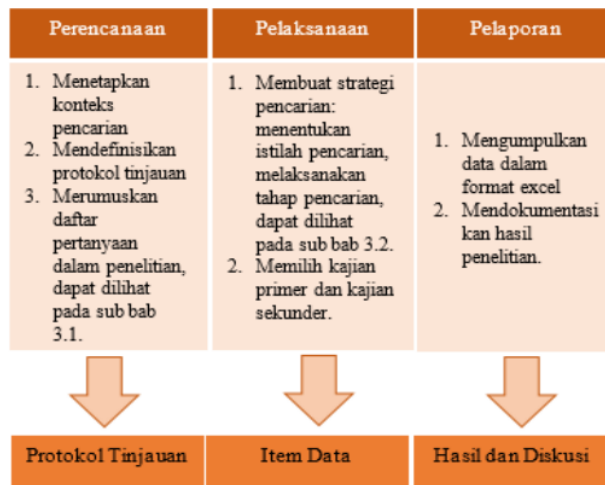 Perencanaan
1. Menetapkan
konteks
pencarian
2. Mendefinisikan
protokol tinjauan
3. Merumuskan
daftar
pertanyaan
dalam penelitian,
dapat dilihat
pada sub bab
3.1.
Protokol Tinjauan
Pelaksanaan
1. Membuat strategi
pencarian:
menentukan
istilah pencarian,
melaksanakan
tahap pencarian,
dapat dilihat
pada sub bab 3.2.
2. Memilih kajian
primer dan kajian
sekunder.
Item Data
Pelaporan
1. Mengumpulkan
data dalam
format excel
2. Mendokumentasi
kan hasil
penelitian.
Hasil dan Diskusi